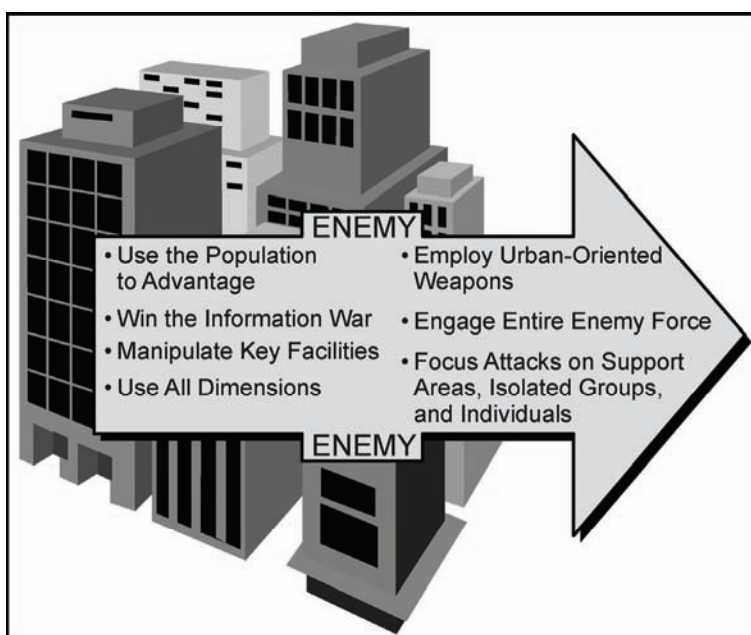 ENEMY
• Use the Population
to Advantage
• Win the Information War
• Manipulate Key Facilities
• Use All Dimensions
• Employ Urban-Oriented
Weapons
• Engage Entire Enemy Force
• Focus Attacks on Support
Areas, Isolated Groups,
and Individuals
ENEMY